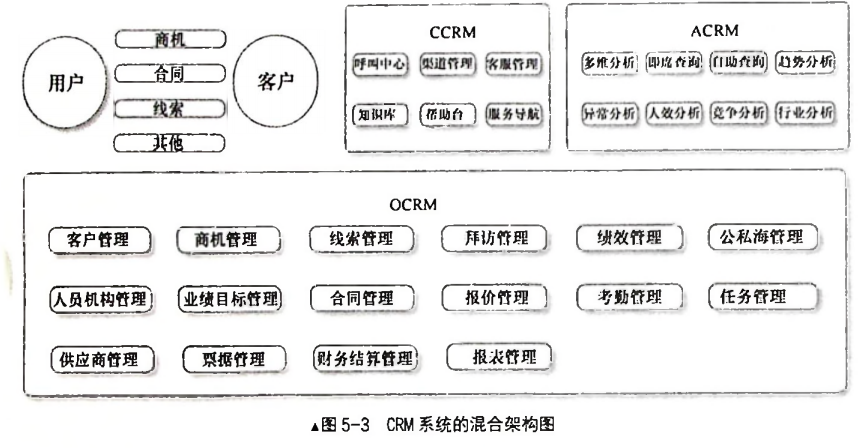 用户
商机
合同
线索
其他
客户
CCRM
呼叫中心 渠道管理 客服管理
知识库 帮助台 服务导航
ACRM
多维分析 即席查询 自助查询 趋势分析
异常分析 人效分析 竞争分析 行业分析
OCRM
客户管理 商机管理 线索管理 拜访管理 绩效管理 公私海管理
人员机构管理 业绩目标管理 合同管理 报价管理 考勤管理 任务管理
供应商管理 票据管理 财务结算管理 报表管理
▲图 5-3 CRM 系统的混合架构图